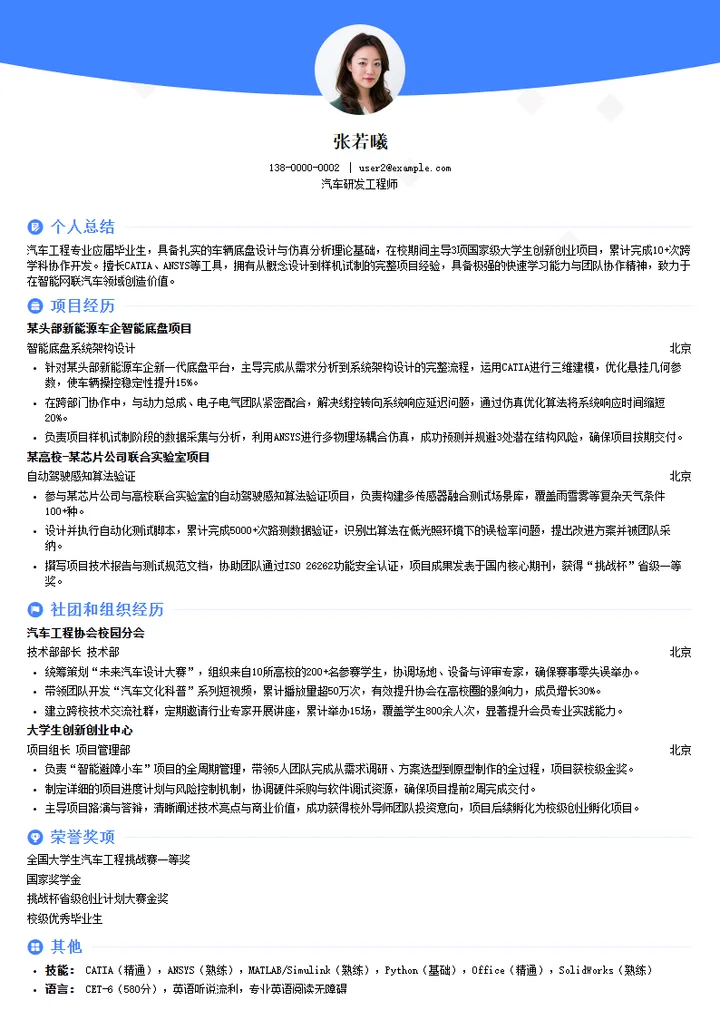 张若曦
138-0000-0002 | user2@example.com
汽车研发工程师
个人总结
汽车工程专业应届毕业生，具备扎实的车辆底盘设计与仿真分析理论基础，在校期间主导3项国家级大学生创新创业项目，累计完成10+次跨
学科协作开发。擅长CATIA、ANSYS等工具，拥有从概念设计到样机试制的完整项目经验，具备极强的快速学习能力与团队协作精神，致力于
在智能网联汽车领域创造价值。
项目经历
某头部新能源车企智能底盘项目
智能底盘系统架构设计 北京
• 针对某头部新能源车企新一代底盘平台，主导完成从需求分析到系统架构设计的完整流程，运用CATIA进行三维建模，优化悬挂几何参
数，使车辆操控稳定性提升15%。
• 在跨部门协作中，与动力总成、电子电气团队紧密配合，解决线控转向系统响应延迟问题，通过仿真优化算法将系统响应时间缩短
20%。
• 负责项目样机试制阶段的数据采集与分析，利用ANSYS进行多物理场耦合仿真，成功预测并规避3处潜在结构风险，确保项目按期交付。
某高校-某芯片公司联合实验室项目
自动驾驶感知算法验证 北京
• 参与某芯片公司与高校联合实验室的自动驾驶感知算法验证项目，负责构建多传感器融合测试场景库，覆盖雨雪雾等复杂天气条件
100+种。
• 设计并执行自动化测试脚本，累计完成5000+次路测数据验证，识别出算法在低光照环境下的误检率问题，提出改进方案并被团队采
纳。
• 撰写项目技术报告与测试规范文档，协助团队通过ISO 26262功能安全认证，项目成果发表于国内核心期刊，获得“挑战杯”省级一等
奖。
社团和组织经历
汽车工程协会校园分会
技术部部长 技术部 北京
• 统筹策划“未来汽车设计大赛”，组织来自10所高校的200+名参赛学生，协调场地、设备与评审专家，确保赛事零失误举办。
• 带领团队开发“汽车文化科普”系列短视频，累计播放量超50万次，有效提升协会在高校圈的影响力，成员增长30%。
• 建立跨校技术交流社群，定期邀请行业专家开展讲座，累计举办15场，覆盖学生800余人次，显著提升会员专业实践能力。
大学生创新创业中心
项目组长 项目管理部 北京
• 负责“智能避障小车”项目的全周期管理，带领5人团队完成从需求调研、方案选型到原型制作的全过程，项目获校级金奖。
• 制定详细的项目进度计划与风险控制机制，协调硬件采购与软件调试资源，确保项目提前2周完成交付。
• 主导项目路演与答辩，清晰阐述技术亮点与商业价值，成功获得校外导师团队投资意向，项目后续孵化为校级创业孵化项目。
荣誉奖项
全国大学生汽车工程挑战赛一等奖
国家奖学金
挑战杯省级创业计划大赛金奖
校级优秀毕业生
其他
• 技能： CATIA（精通），ANSYS（熟练），MATLAB/Simulink（熟练），Python（基础），Office（精通），SolidWorks（熟练）
• 语言： CET-6（580分），英语听说流利，专业英语阅读无障碍